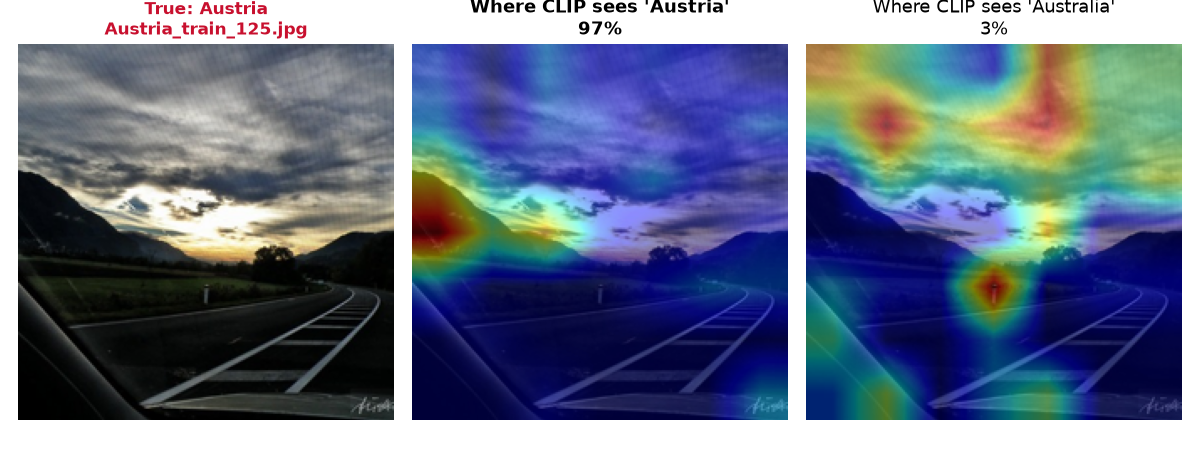 True: Austria
Austria_train_125.jpg
Where CLIP sees 'Austria'
97%
Where CLIP sees 'Australia'
3%